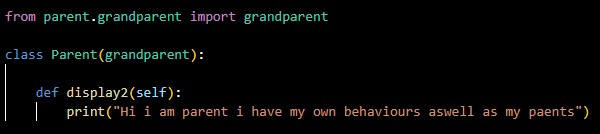 from parent.grandparent import grandparent
class Parent(grandparent):
def display2(self):
print("Hi i am parent i have my own behaviours aswell as my paents")